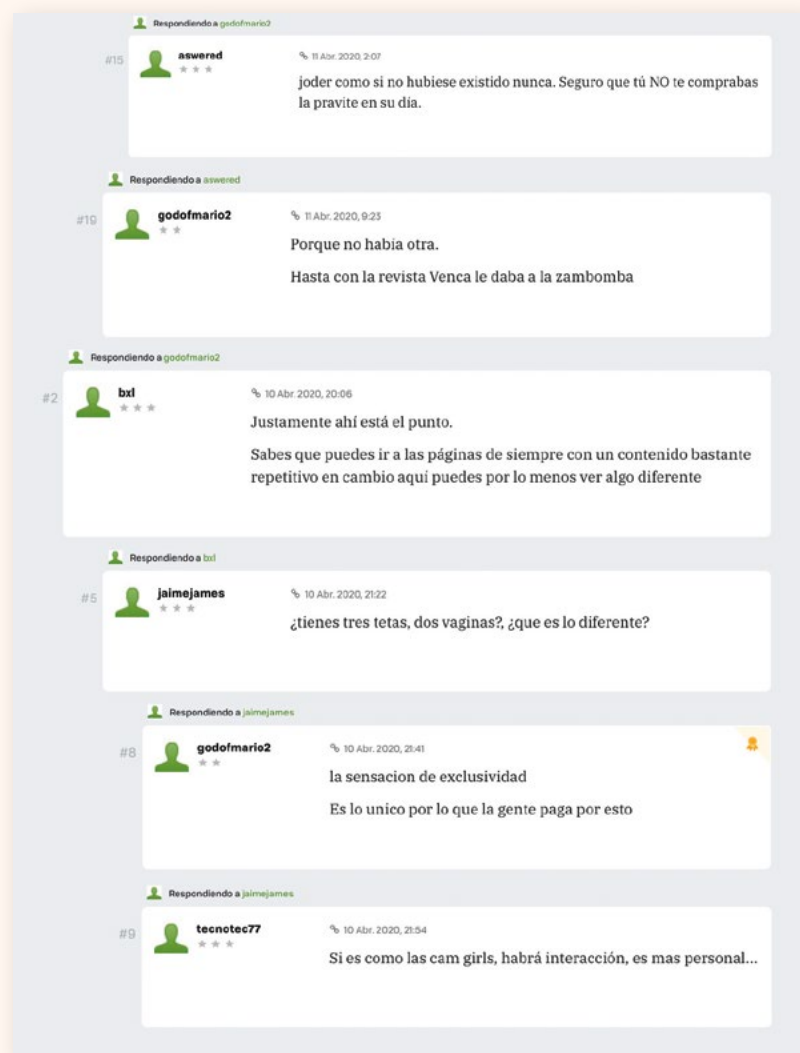 Respondiendo a godofmario2
#15
aswered
11 Abr. 2020, 2:07
joder como si no hubiese existido nunca. Seguro que tú NO te comprabas
la pravite en su día.
Respondiendo a aswered
#19
godofmario2
11 Abr. 2020, 9:23
Porque no habia otra.
Hasta con la revista Venca le daba a la zambomba
Respondiendo a godofmario2
#2
bxl
10 Abr. 2020, 20:06
Justamente ahí está el punto.
Sabes que puedes ir a las páginas de siempre con un contenido bastante
repetitivo en cambio aquí puedes por lo menos ver algo diferente
Respondiendo a bxl
#5
jaimejames
10 Abr. 2020, 21:22
¿tienes tres tetas, dos vaginas?, ¿que es lo diferente?
Respondiendo a jaimejames
#8
godofmario2
10 Abr. 2020, 21:41
la sensacion de exclusividad
Es lo unico por lo que la gente paga por esto
Respondiendo a jaimejames
#9
tecnotec77
10 Abr. 2020, 21:54
Si es como las cam girls, habrá interacción, es mas personal...